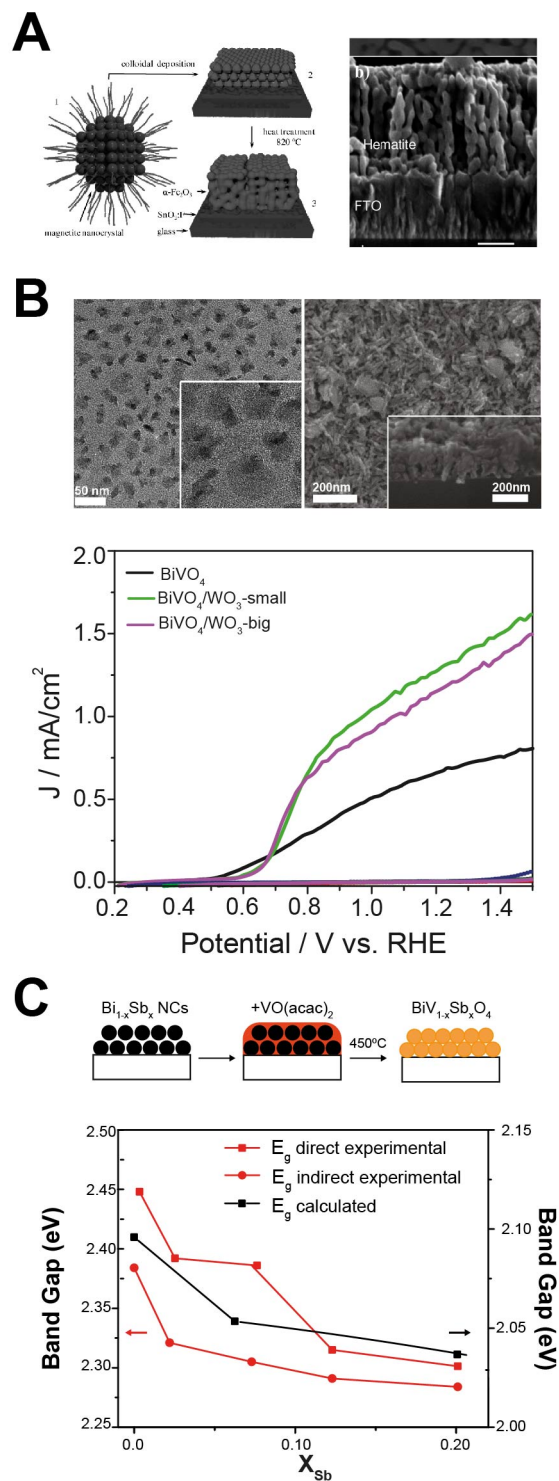 A
colloidal deposition
1
2
heat treatment
820 °C
α-Fe2O3
SnO2:F
glass
3
magnetite nanocrystal
b)
Hematite
FTO
B
50 nm
200nm
200nm
2.0
1.5
1.0
0.5
0.0
J / mA/cm2
BiVO4
BiVO4/WO3-small
BiVO4/WO3-big
0.2 0.4 0.6 0.8 1.0 1.2 1.4
Potential / V vs. RHE
C
Bi1-xSbx NCs
+VO(acac)2
BiV1-xSbxO4
450ºC
2.50
2.45
2.40
2.35
2.30
2.25
Band Gap (eV)
Eg direct experimental
Eg indirect experimental
Eg calculated
2.15
2.10
2.05
2.00
Band Gap (eV)
0.0 0.10 0.20
XSb